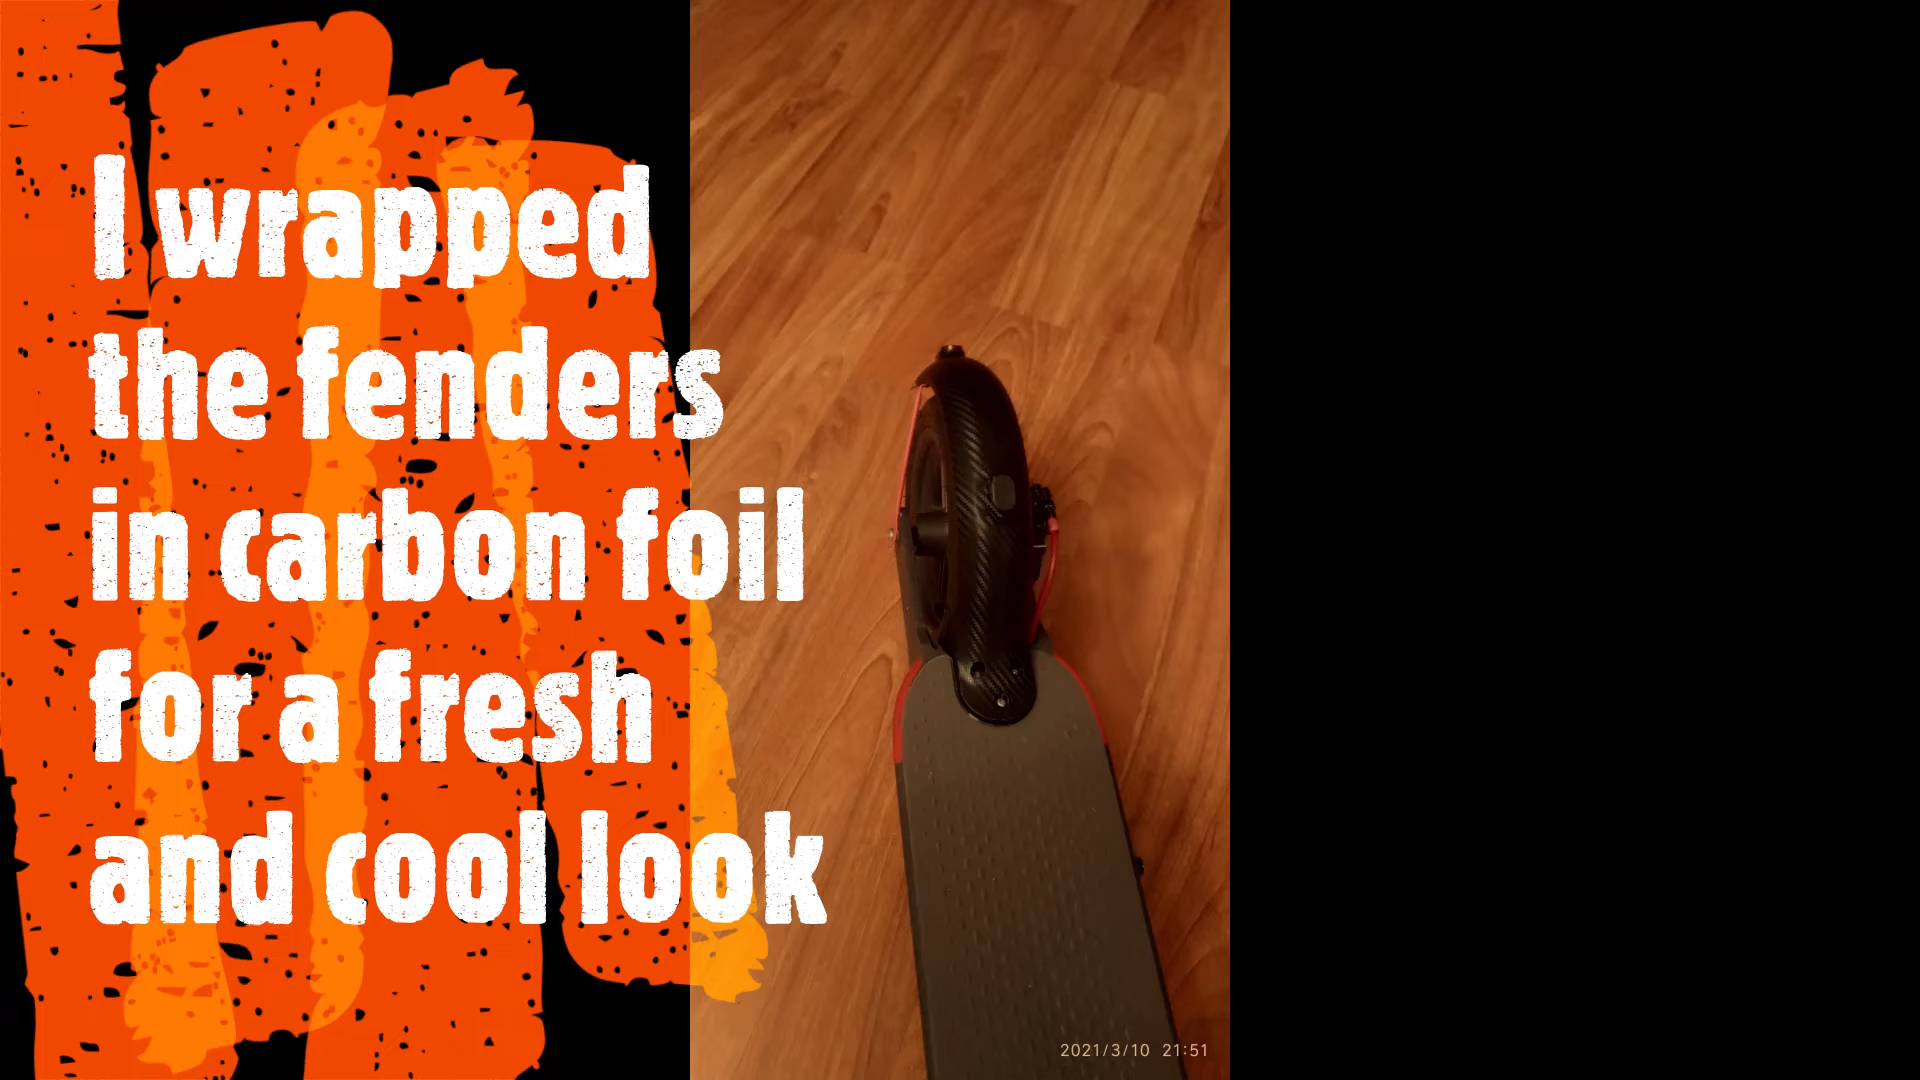 I wrapped
the fenders
in carbon foil
for a fresh
and cool look
2021/3/10 21:51